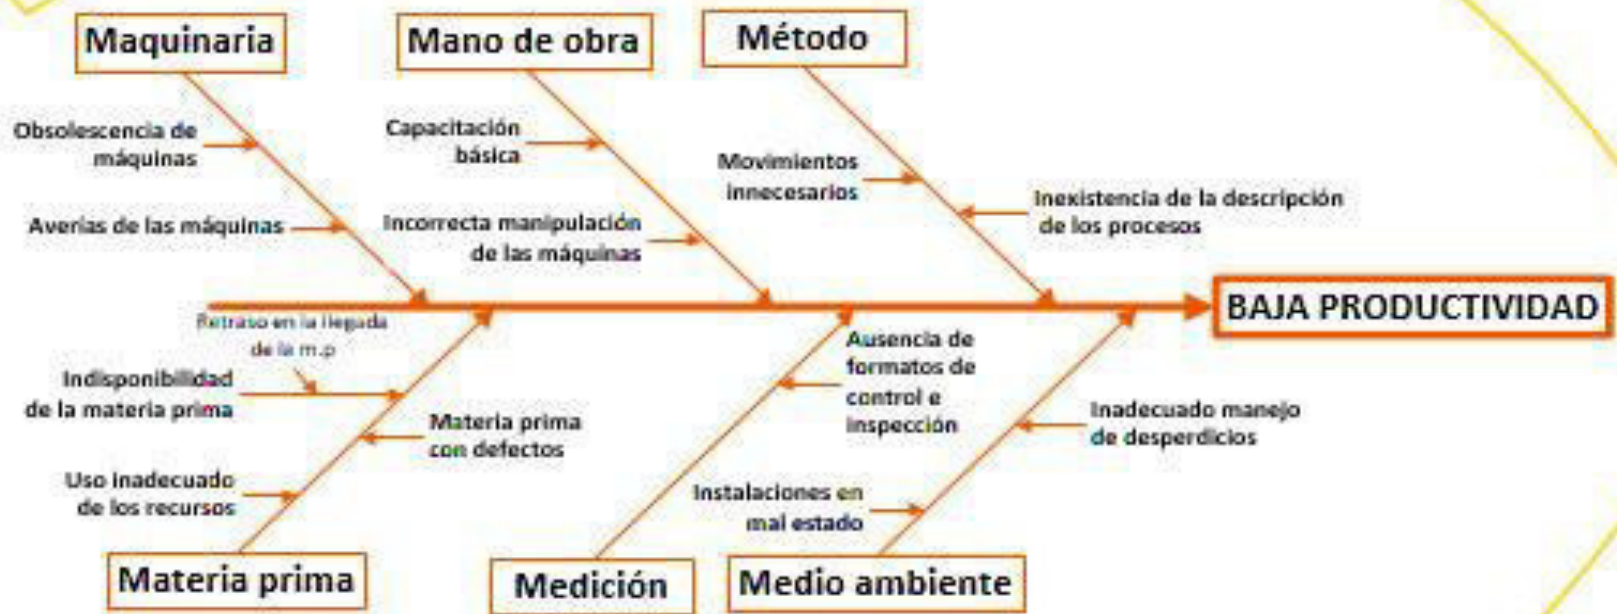 Maquinaria
Mano de obra
Método
Obsolescencia de
máquinas
Averias de las máquinas
Capacitación
básica
Incorrecta manipulación
de las máquinas
Movimientos
innecesarios
Inexistencia de la descripción
de los procesos
BAJA PRODUCTIVIDAD
Retraso en la llegada
de la m.p
Indisponibilidad
de la materia prima
Materia prima
con defectos
Uso inadecuado
de los recursos
Ausencia de
formatos de
control e
inspección
Inadecuado manejo
de desperdicios
Instalaciones en
mal estado
Materia prima
Medición
Medio ambiente